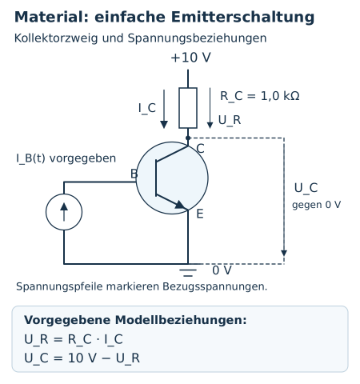 Material: einfache Emitterschaltung
Kollektorzweig und Spannungsbeziehungen
+10 V
R_C = 1,0 kΩ
I_C
U_R
C
I_B(t) vorgegeben
B
U_C
gegen 0 V
E
0 V
Spannungspfeile markieren Bezugsspannungen.
Vorgegebene Modellbeziehungen:
U_R = R_C · I_C
U_C = 10 V − U_R